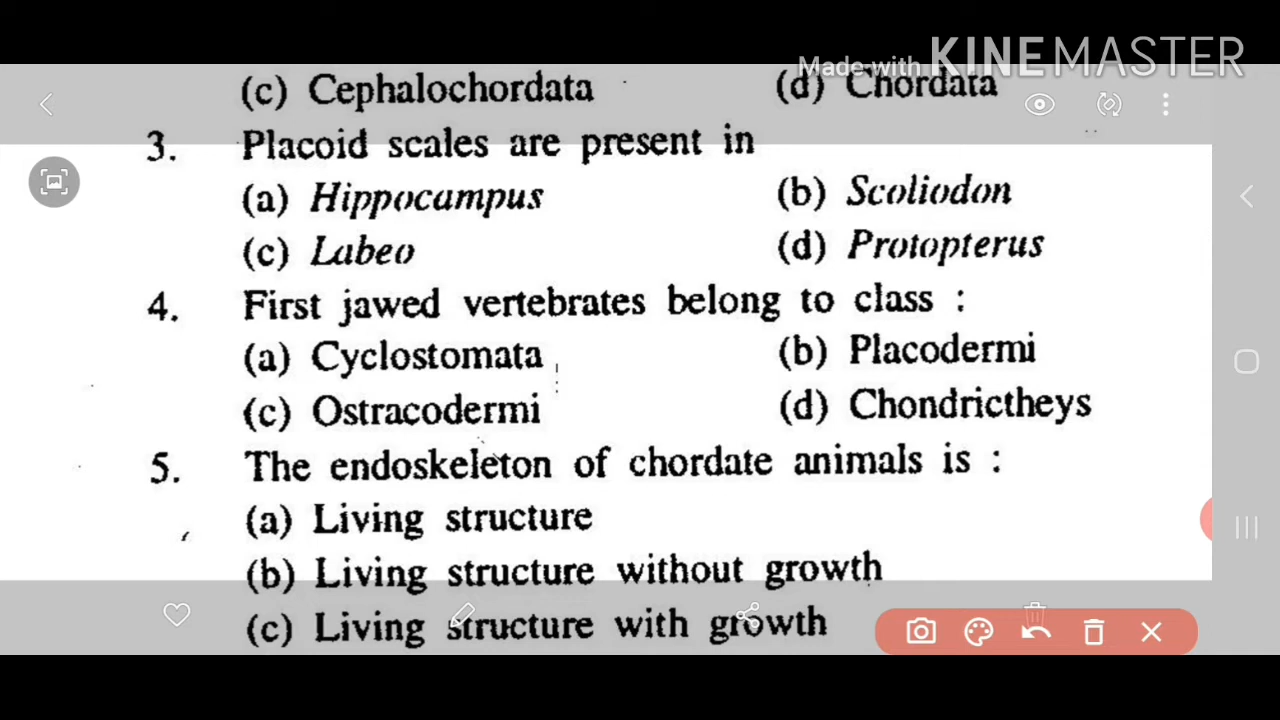 Made with KINEMASTER
(c) Cephalochordata (d) Chordata
3. Placoid scales are present in
(a) Hippocampus (b) Scoliodon
(c) Labeo (d) Protopterus
4. First jawed vertebrates belong to class :
(a) Cyclostomata (b) Placodermi
(c) Ostracodermi (d) Chondrictheys
5. The endoskeleton of chordate animals is :
(a) Living structure
(b) Living structure without growth
(c) Living structure with growth